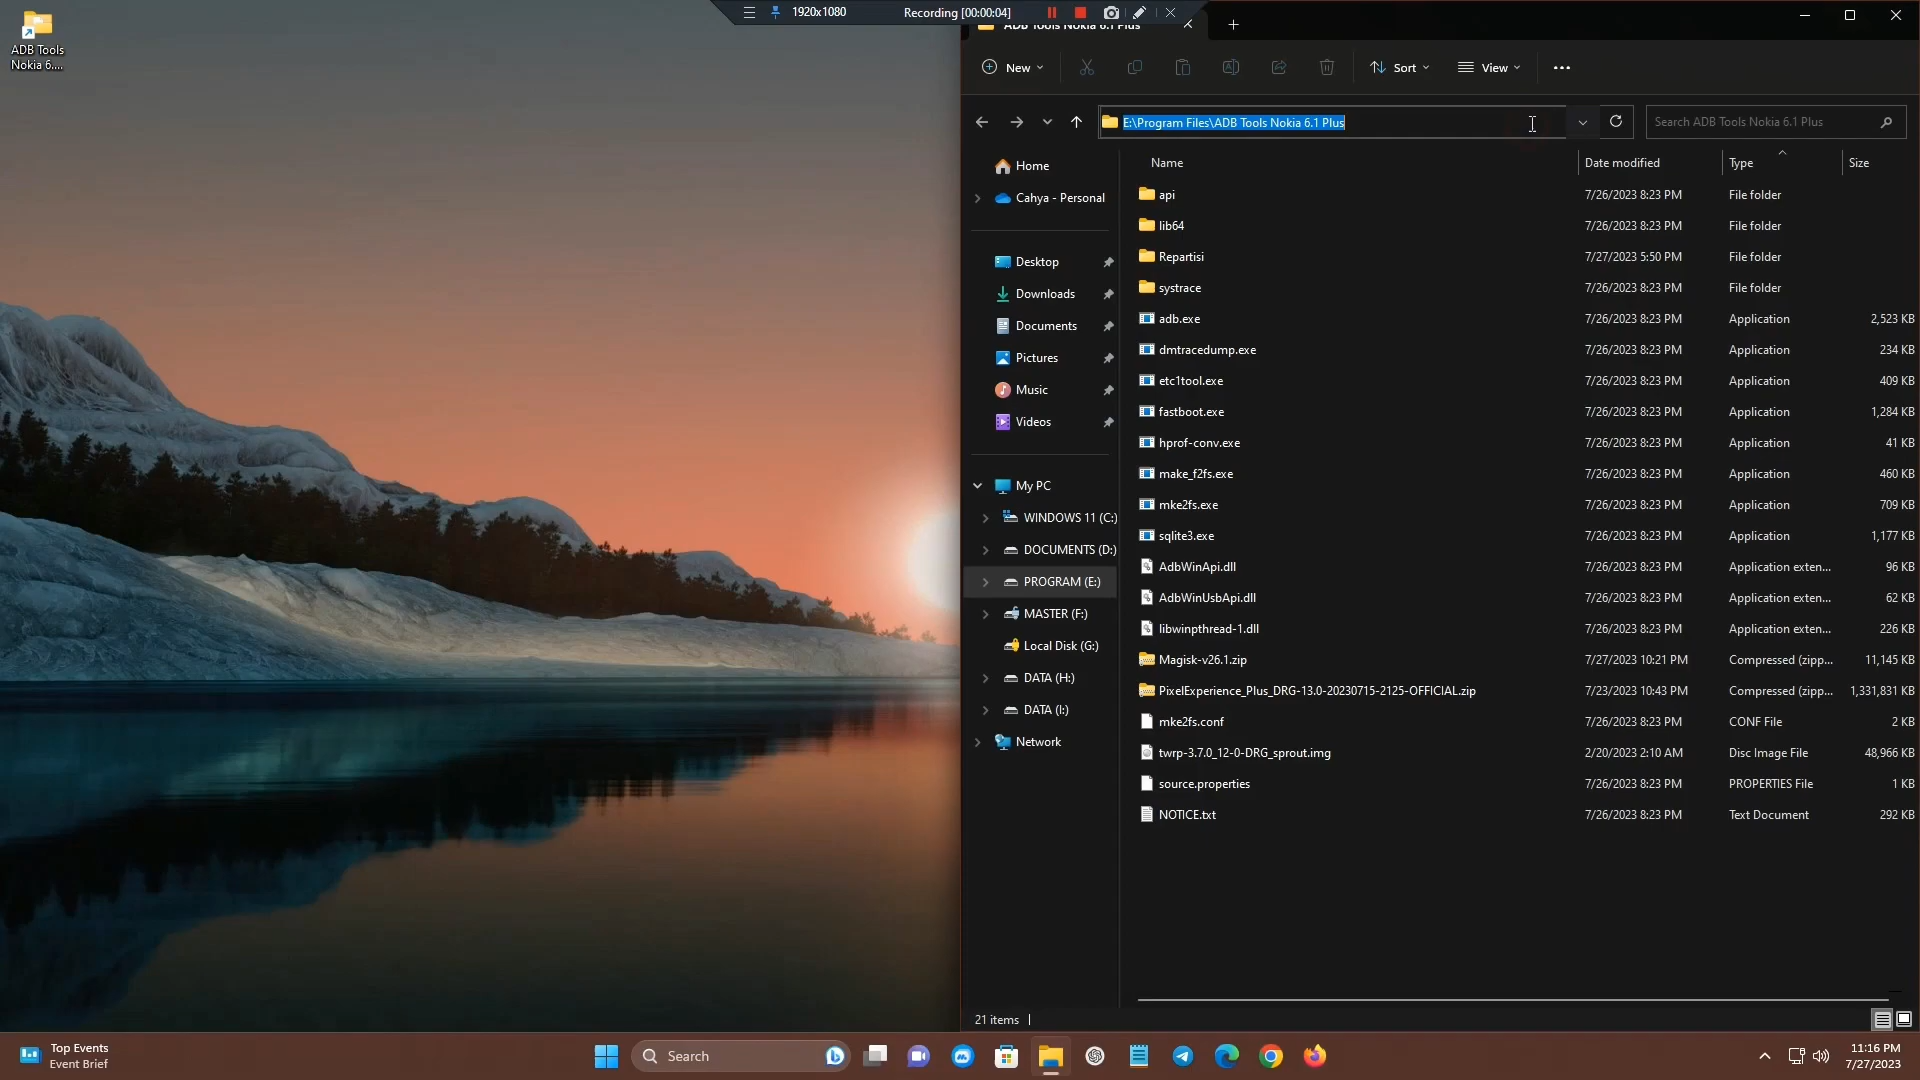 ADB Tools
Nokia 6....
1920x1080
Recording [00:00:04]
ADB Tools Nokia 6.1 Plus
New
Sort
View
E:\Program Files\ADB Tools Nokia 6.1 Plus
Search ADB Tools Nokia 6.1 Plus
Home
Cahya - Personal
Desktop
Downloads
Documents
Pictures
Music
Videos
My PC
WINDOWS 11 (C:)
DOCUMENTS (D:)
PROGRAM (E:)
MASTER (F:)
Local Disk (G:)
DATA (H:)
DATA (I:)
Network
Name Date modified Type Size
api 7/26/2023 8:23 PM File folder
lib64 7/26/2023 8:23 PM File folder
Repartisi 7/27/2023 5:50 PM File folder
systrace 7/26/2023 8:23 PM File folder
adb.exe 7/26/2023 8:23 PM Application 2,523 KB
dmtracedump.exe 7/26/2023 8:23 PM Application 234 KB
etc1tool.exe 7/26/2023 8:23 PM Application 409 KB
fastboot.exe 7/26/2023 8:23 PM Application 1,284 KB
hprof-conv.exe 7/26/2023 8:23 PM Application 41 KB
make_f2fs.exe 7/26/2023 8:23 PM Application 460 KB
mke2fs.exe 7/26/2023 8:23 PM Application 709 KB
sqlite3.exe 7/26/2023 8:23 PM Application 1,177 KB
AdbWinApi.dll 7/26/2023 8:23 PM Application exten... 96 KB
AdbWinUsbApi.dll 7/26/2023 8:23 PM Application exten... 62 KB
libwinpthread-1.dll 7/26/2023 8:23 PM Application exten... 226 KB
Magisk-v26.1.zip 7/27/2023 10:21 PM Compressed (zipp... 11,145 KB
PixelExperience_Plus_DRG-13.0-20230715-2125-OFFICIAL.zip 7/23/2023 10:43 PM Compressed (zipp... 1,331,831 KB
mke2fs.conf 7/26/2023 8:23 PM CONF File 2 KB
twrp-3.7.0_12-0-DRG_sprout.img 2/20/2023 2:10 AM Disc Image File 48,966 KB
source.properties 7/26/2023 8:23 PM PROPERTIES File 1 KB
NOTICE.txt 7/26/2023 8:23 PM Text Document 292 KB
21 items
Top Events
Event Brief
Search
11:16 PM
7/27/2023